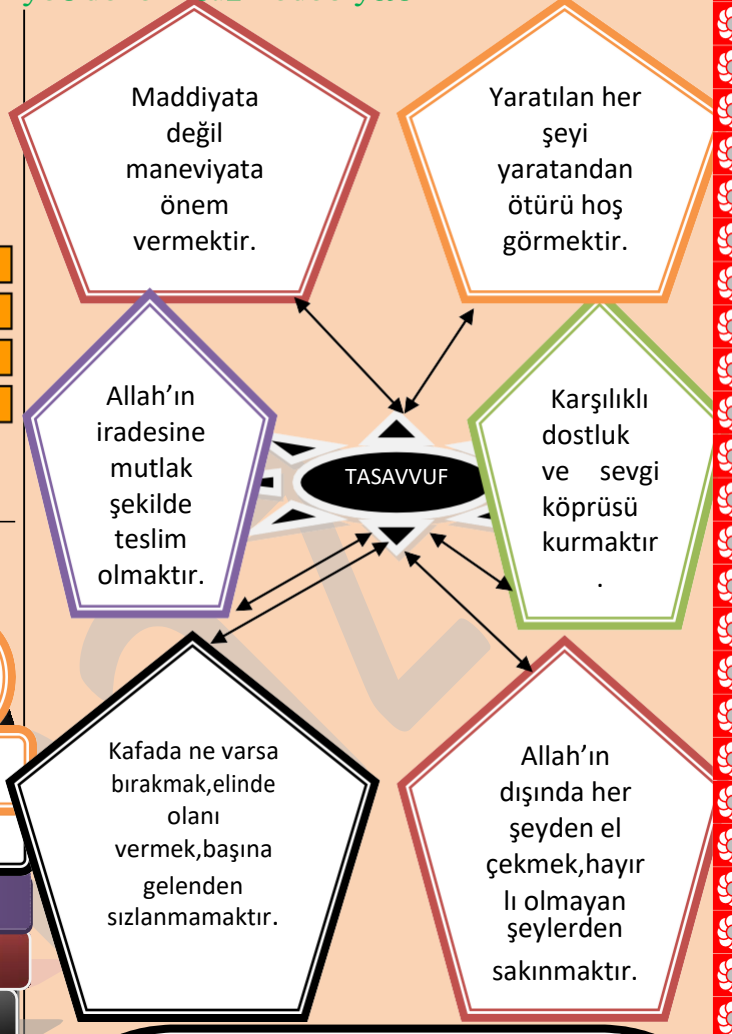 Maddiyata
değil
maneviyata
önem
vermektir.
Yaratılan her
şeyi
yaratandan
ötürü hoş
görmektir.
Allah’ın
iradesine
mutlak
şekilde
teslim
olmaktır.
TASAVVUF
Karşılıklı
dostluk
ve sevgi
köprüsü
kurmaktır
.
Kafada ne varsa
bırakmak,elinde
olanı
vermek,başına
gelenden
sızlanmamaktır.
Allah’ın
dışında her
şeyden el
çekmek,hayır
lı olmayan
şeylerden
sakınmaktır.